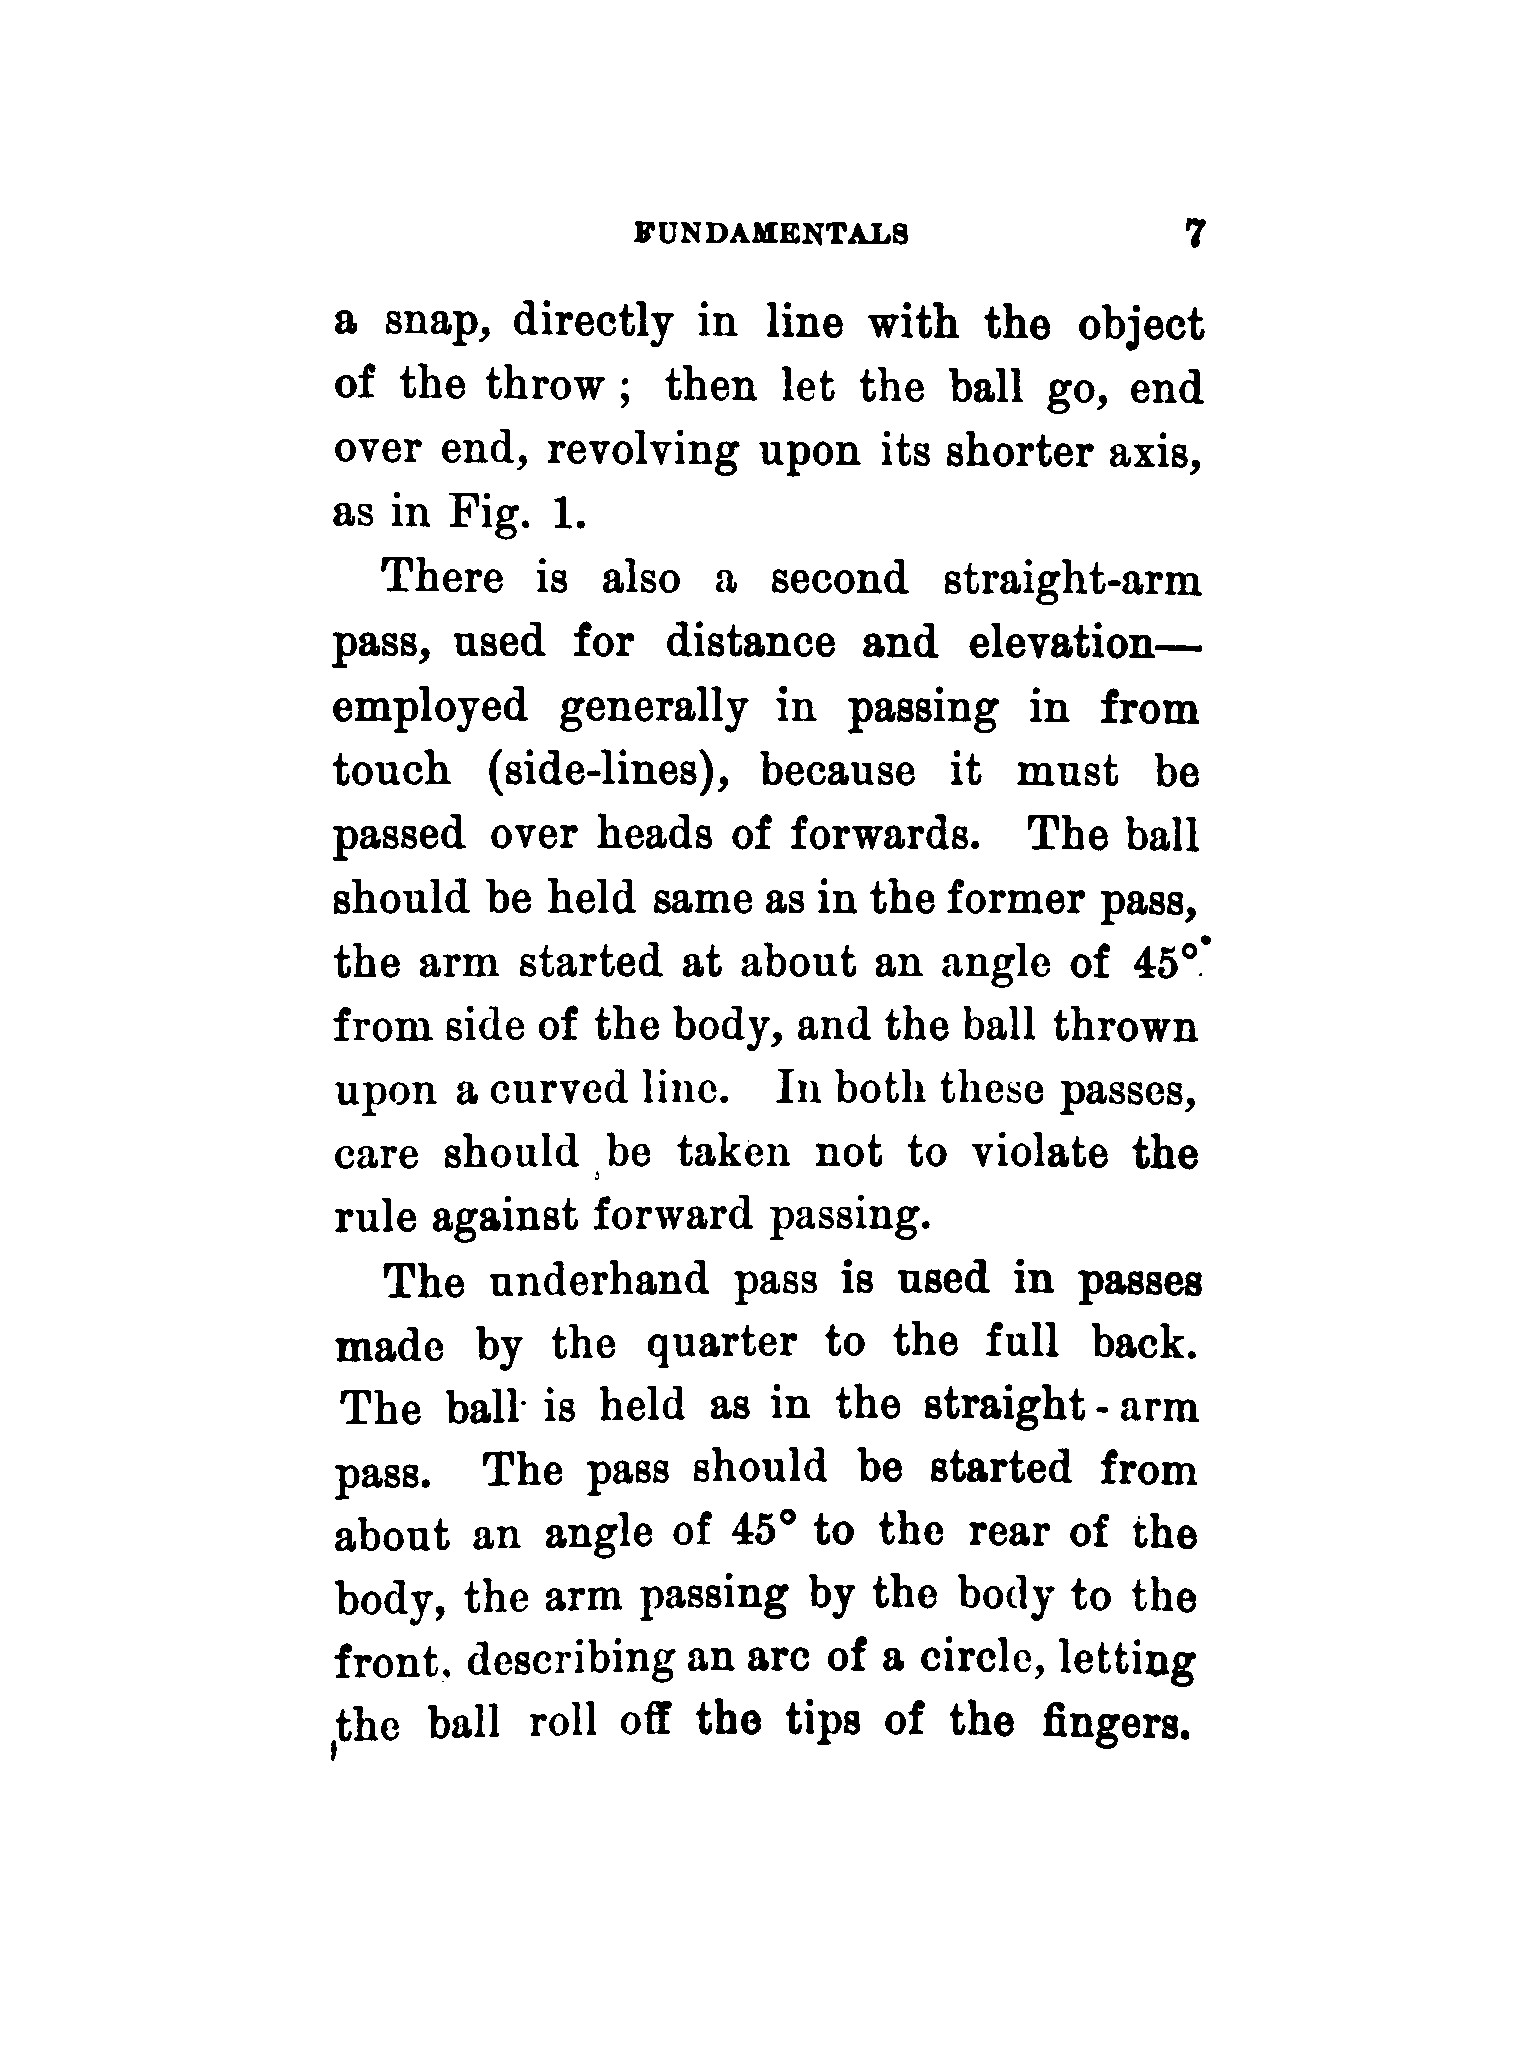 FUNDAMENTALS 7
a snap, directly in line with the object
of the throw ; then let the ball go, end
over end, revolving upon its shorter axis,
as in Fig. 1.
There is also a second straight-arm
pass, used for distance and elevation—
employed generally in passing in from
touch (side-lines), because it must be
passed over heads of forwards. The ball
should be held same as in the former pass,
the arm started at about an angle of 45°
from side of the body, and the ball thrown
upon a curved line. In both these passes,
care should be taken not to violate the
rule against forward passing.
The underhand pass is used in passes
made by the quarter to the full back.
The ball is held as in the straight-arm
pass. The pass should be started from
about an angle of 45° to the rear of the
body, the arm passing by the body to the
front, describing an arc of a circle, letting
the ball roll off the tips of the fingers.